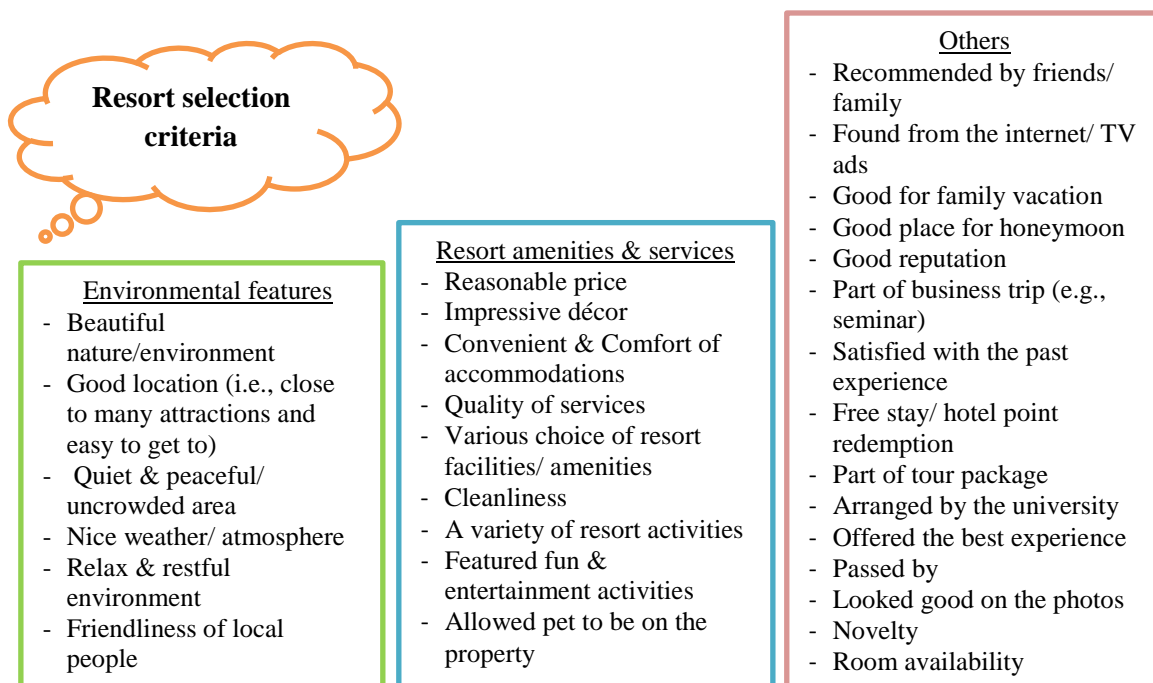 Resort selection
criteria
Environmental features
- Beautiful
nature/environment
- Good location (i.e., close
to many attractions and
easy to get to)
- Quiet & peaceful/
uncrowded area
- Nice weather/ atmosphere
- Relax & restful
environment
- Friendliness of local
people
Resort amenities & services
- Reasonable price
- Impressive décor
- Convenient & Comfort of
accommodations
- Quality of services
- Various choice of resort
facilities/ amenities
- Cleanliness
- A variety of resort activities
- Featured fun &
entertainment activities
- Allowed pet to be on the
property
Others
- Recommended by friends/
family
- Found from the internet/ TV
ads
- Good for family vacation
- Good place for honeymoon
- Good reputation
- Part of business trip (e.g.,
seminar)
- Satisfied with the past
experience
- Free stay/ hotel point
redemption
- Part of tour package
- Arranged by the university
- Offered the best experience
- Passed by
- Looked good on the photos
- Novelty
- Room availability